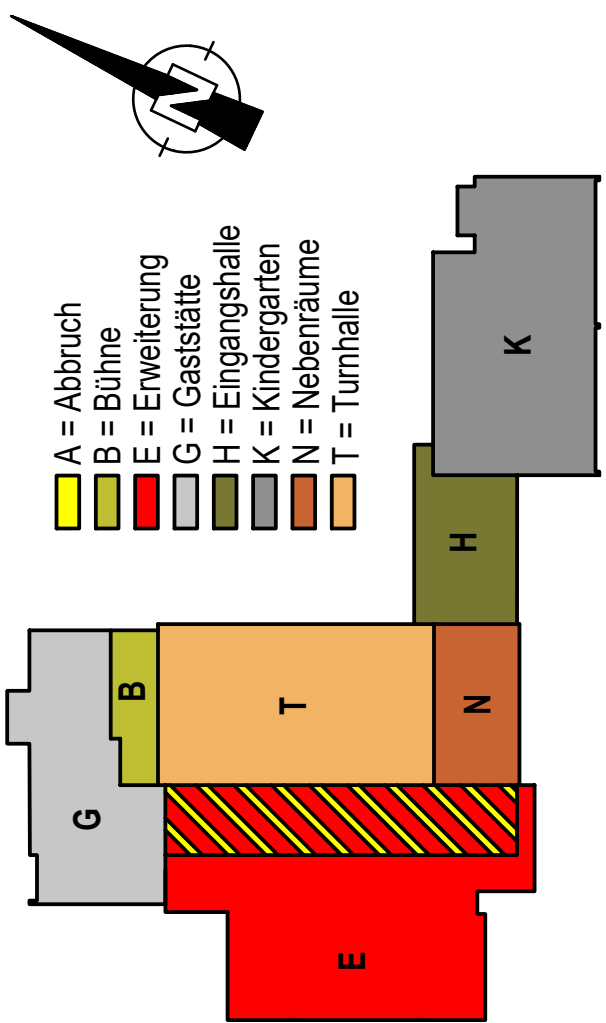 N
A = Abbruch
B = Bühne
E = Erweiterung
G = Gaststätte
H = Eingangshalle
K = Kindergarten
N = Nebenräume
T = Turnhalle
G
B
T
N
H
K
E